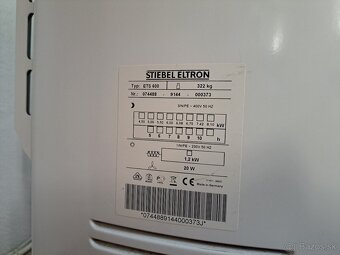 STIEBEL ELTRON
Typ: ETS 400 322 kg
Nr.: 074488 - 9144 - 000373
3/N/PE ~ 400V 50 HZ
kW
5 6 7 8 9 10 h
1/N/PE ~ 230V 50 HZ
1,2 kW
20 W
Made in Germany
*0744889144000373J*